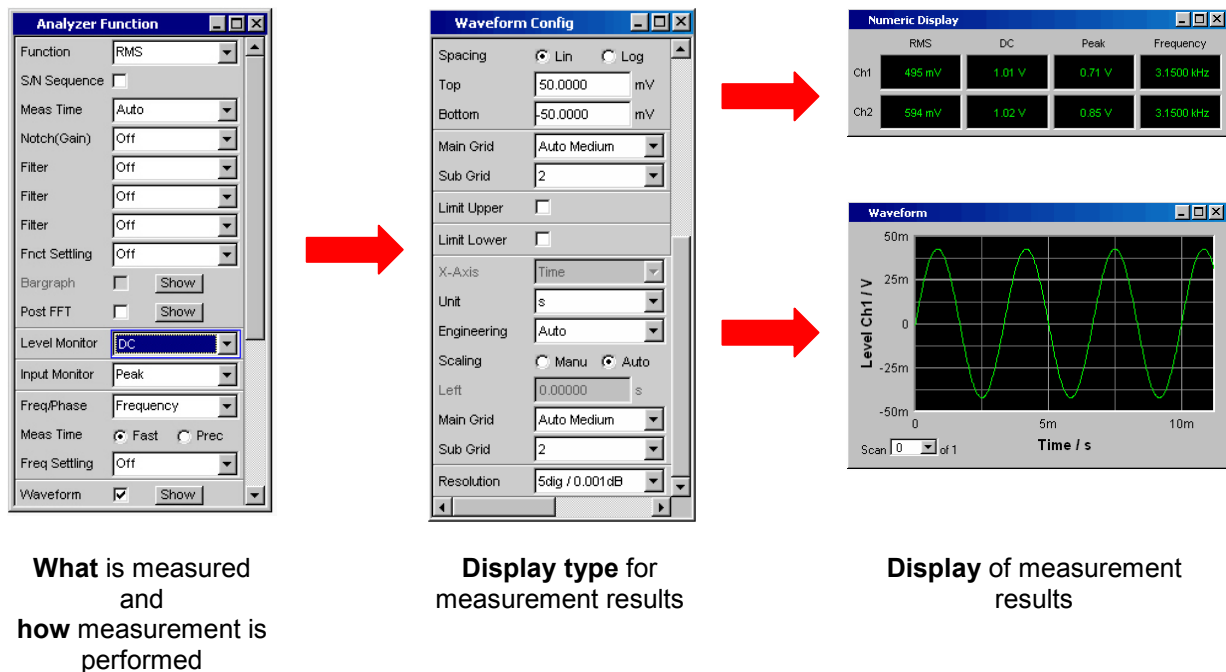 Analyzer Function
Function RMS
S/N Sequence
Meas Time Auto
Notch(Gain) Off
Filter Off
Filter Off
Filter Off
Fnct Settling Off
Bargraph Show
Post FFT Show
Level Monitor DC
Input Monitor Peak
Freq/Phase Frequency
Meas Time Fast Prec
Freq Settling Off
Waveform Show
What is measured
and
how measurement is
performed
Waveform Config
Spacing Lin Log
Top 50.0000 mV
Bottom -50.0000 mV
Main Grid Auto Medium
Sub Grid 2
Limit Upper
Limit Lower
X-Axis Time
Unit s
Engineering Auto
Scaling Manu Auto
Left 0.00000 s
Main Grid Auto Medium
Sub Grid 2
Resolution 5dig / 0.001dB
Display type for
measurement results
Numeric Display
RMS DC Peak Frequency
Ch1 495 mV 1.01 V 0.71 V 3.1500 kHz
Ch2 594 mV 1.02 V 0.85 V 3.1500 kHz
Waveform
Level Ch1 / V
50m
25m
0
-25m
-50m
0 5m 10m
Scan 0 of 1 Time / s
Display of measurement
results